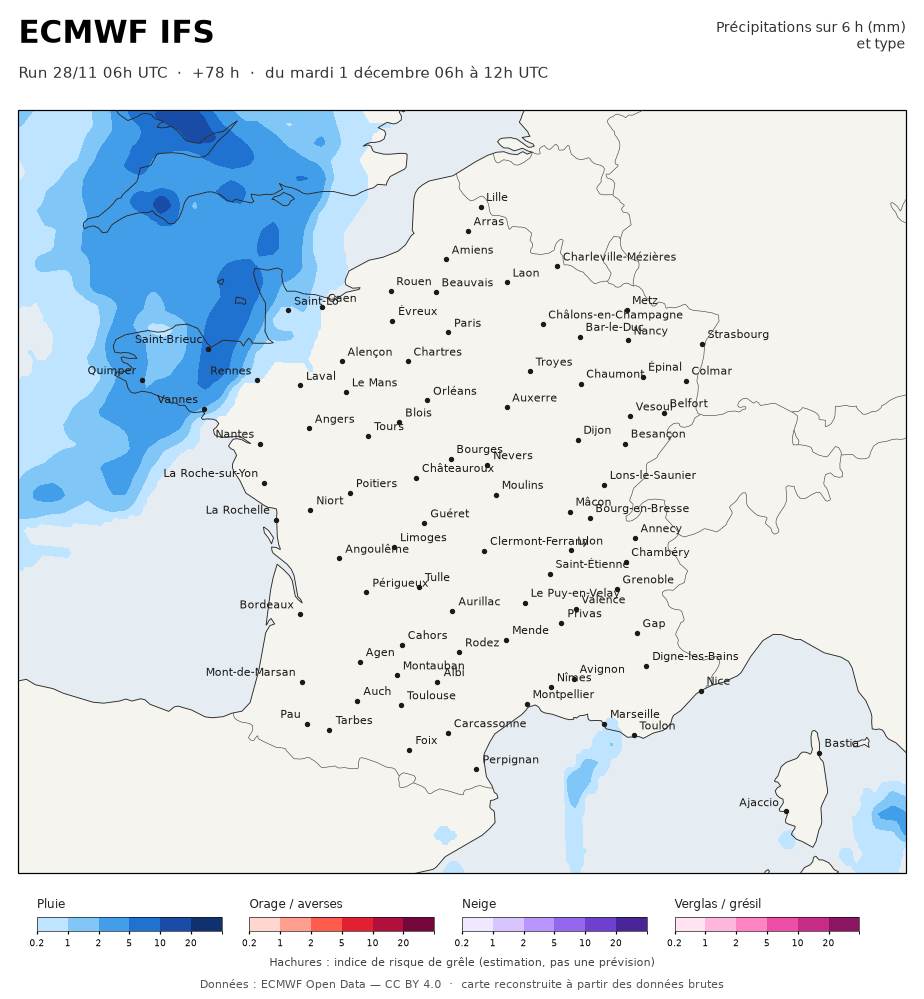 ECMWF IFS
Précipitations sur 6 h (mm)
et type
Run 28/11 06h UTC · +78 h · du mardi 1 décembre 06h à 12h UTC
Lille
Arras
Amiens
Charleville-Mézières
Laon
Rouen
Beauvais
Saint-Lô
Caen
Metz
Évreux
Châlons-en-Champagne
Paris
Bar-le-Duc
Nancy
Strasbourg
Saint-Brieuc
Alençon
Chartres
Troyes
Épinal
Quimper
Rennes
Laval
Le Mans
Chaumont
Colmar
Orléans
Vannes
Auxerre
Vesoul
Belfort
Blois
Angers
Tours
Nantes
Dijon
Besançon
Bourges
Nevers
La Roche-sur-Yon
Châteauroux
Lons-le-Saunier
Poitiers
Moulins
Niort
Mâcon
Bourg-en-Bresse
La Rochelle
Guéret
Annecy
Limoges
Clermont-Ferrand
Lyon
Angoulême
Chambéry
Saint-Étienne
Périgueux
Tulle
Grenoble
Le Puy-en-Velay
Valence
Bordeaux
Aurillac
Privas
Gap
Cahors
Rodez
Mende
Agen
Digne-les-Bains
Mont-de-Marsan
Montauban
Albi
Nîmes
Avignon
Nice
Auch
Toulouse
Montpellier
Pau
Tarbes
Carcassonne
Marseille
Toulon
Foix
Bastia
Perpignan
Ajaccio
Pluie
Orage / averses
Neige
Verglas / grésil
0.2 1 2 5 10 20
0.2 1 2 5 10 20
0.2 1 2 5 10 20
0.2 1 2 5 10 20
Hachures : indice de risque de grêle (estimation, pas une prévision)
Données : ECMWF Open Data — CC BY 4.0 · carte reconstruite à partir des données brutes